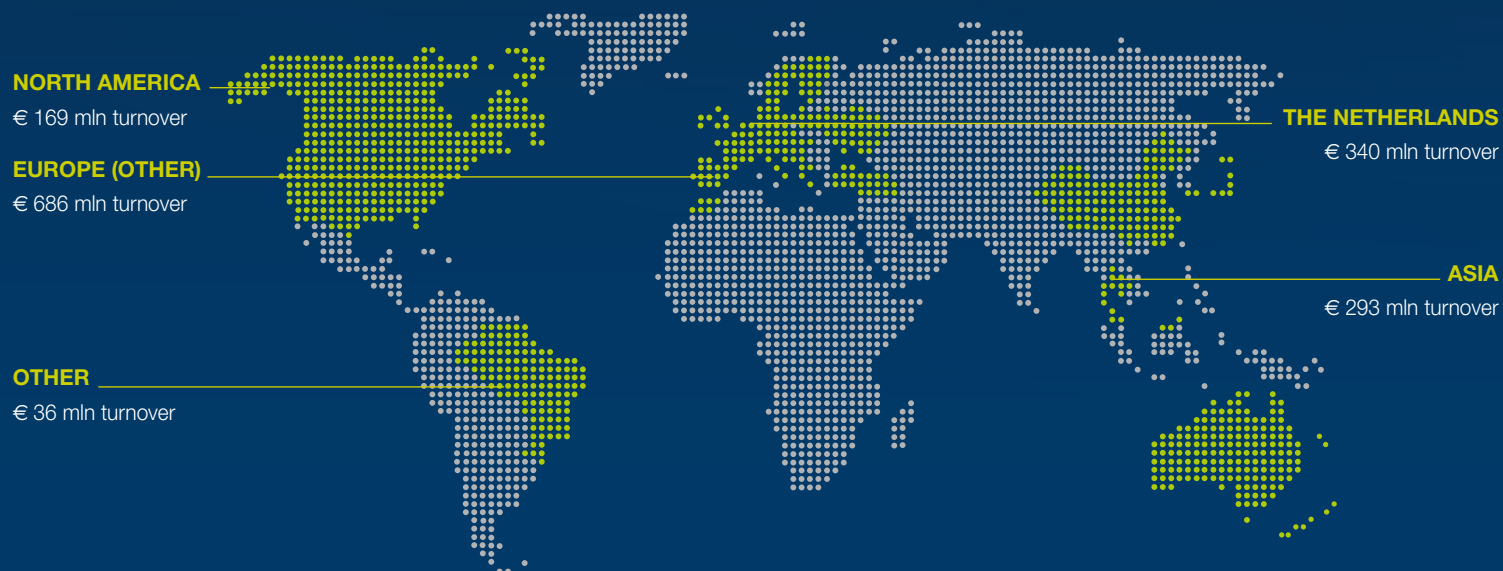 NORTH AMERICA
€ 169 mln turnover
EUROPE (OTHER)
€ 686 mln turnover
OTHER
€ 36 mln turnover
THE NETHERLANDS
€ 340 mln turnover
ASIA
€ 293 mln turnover